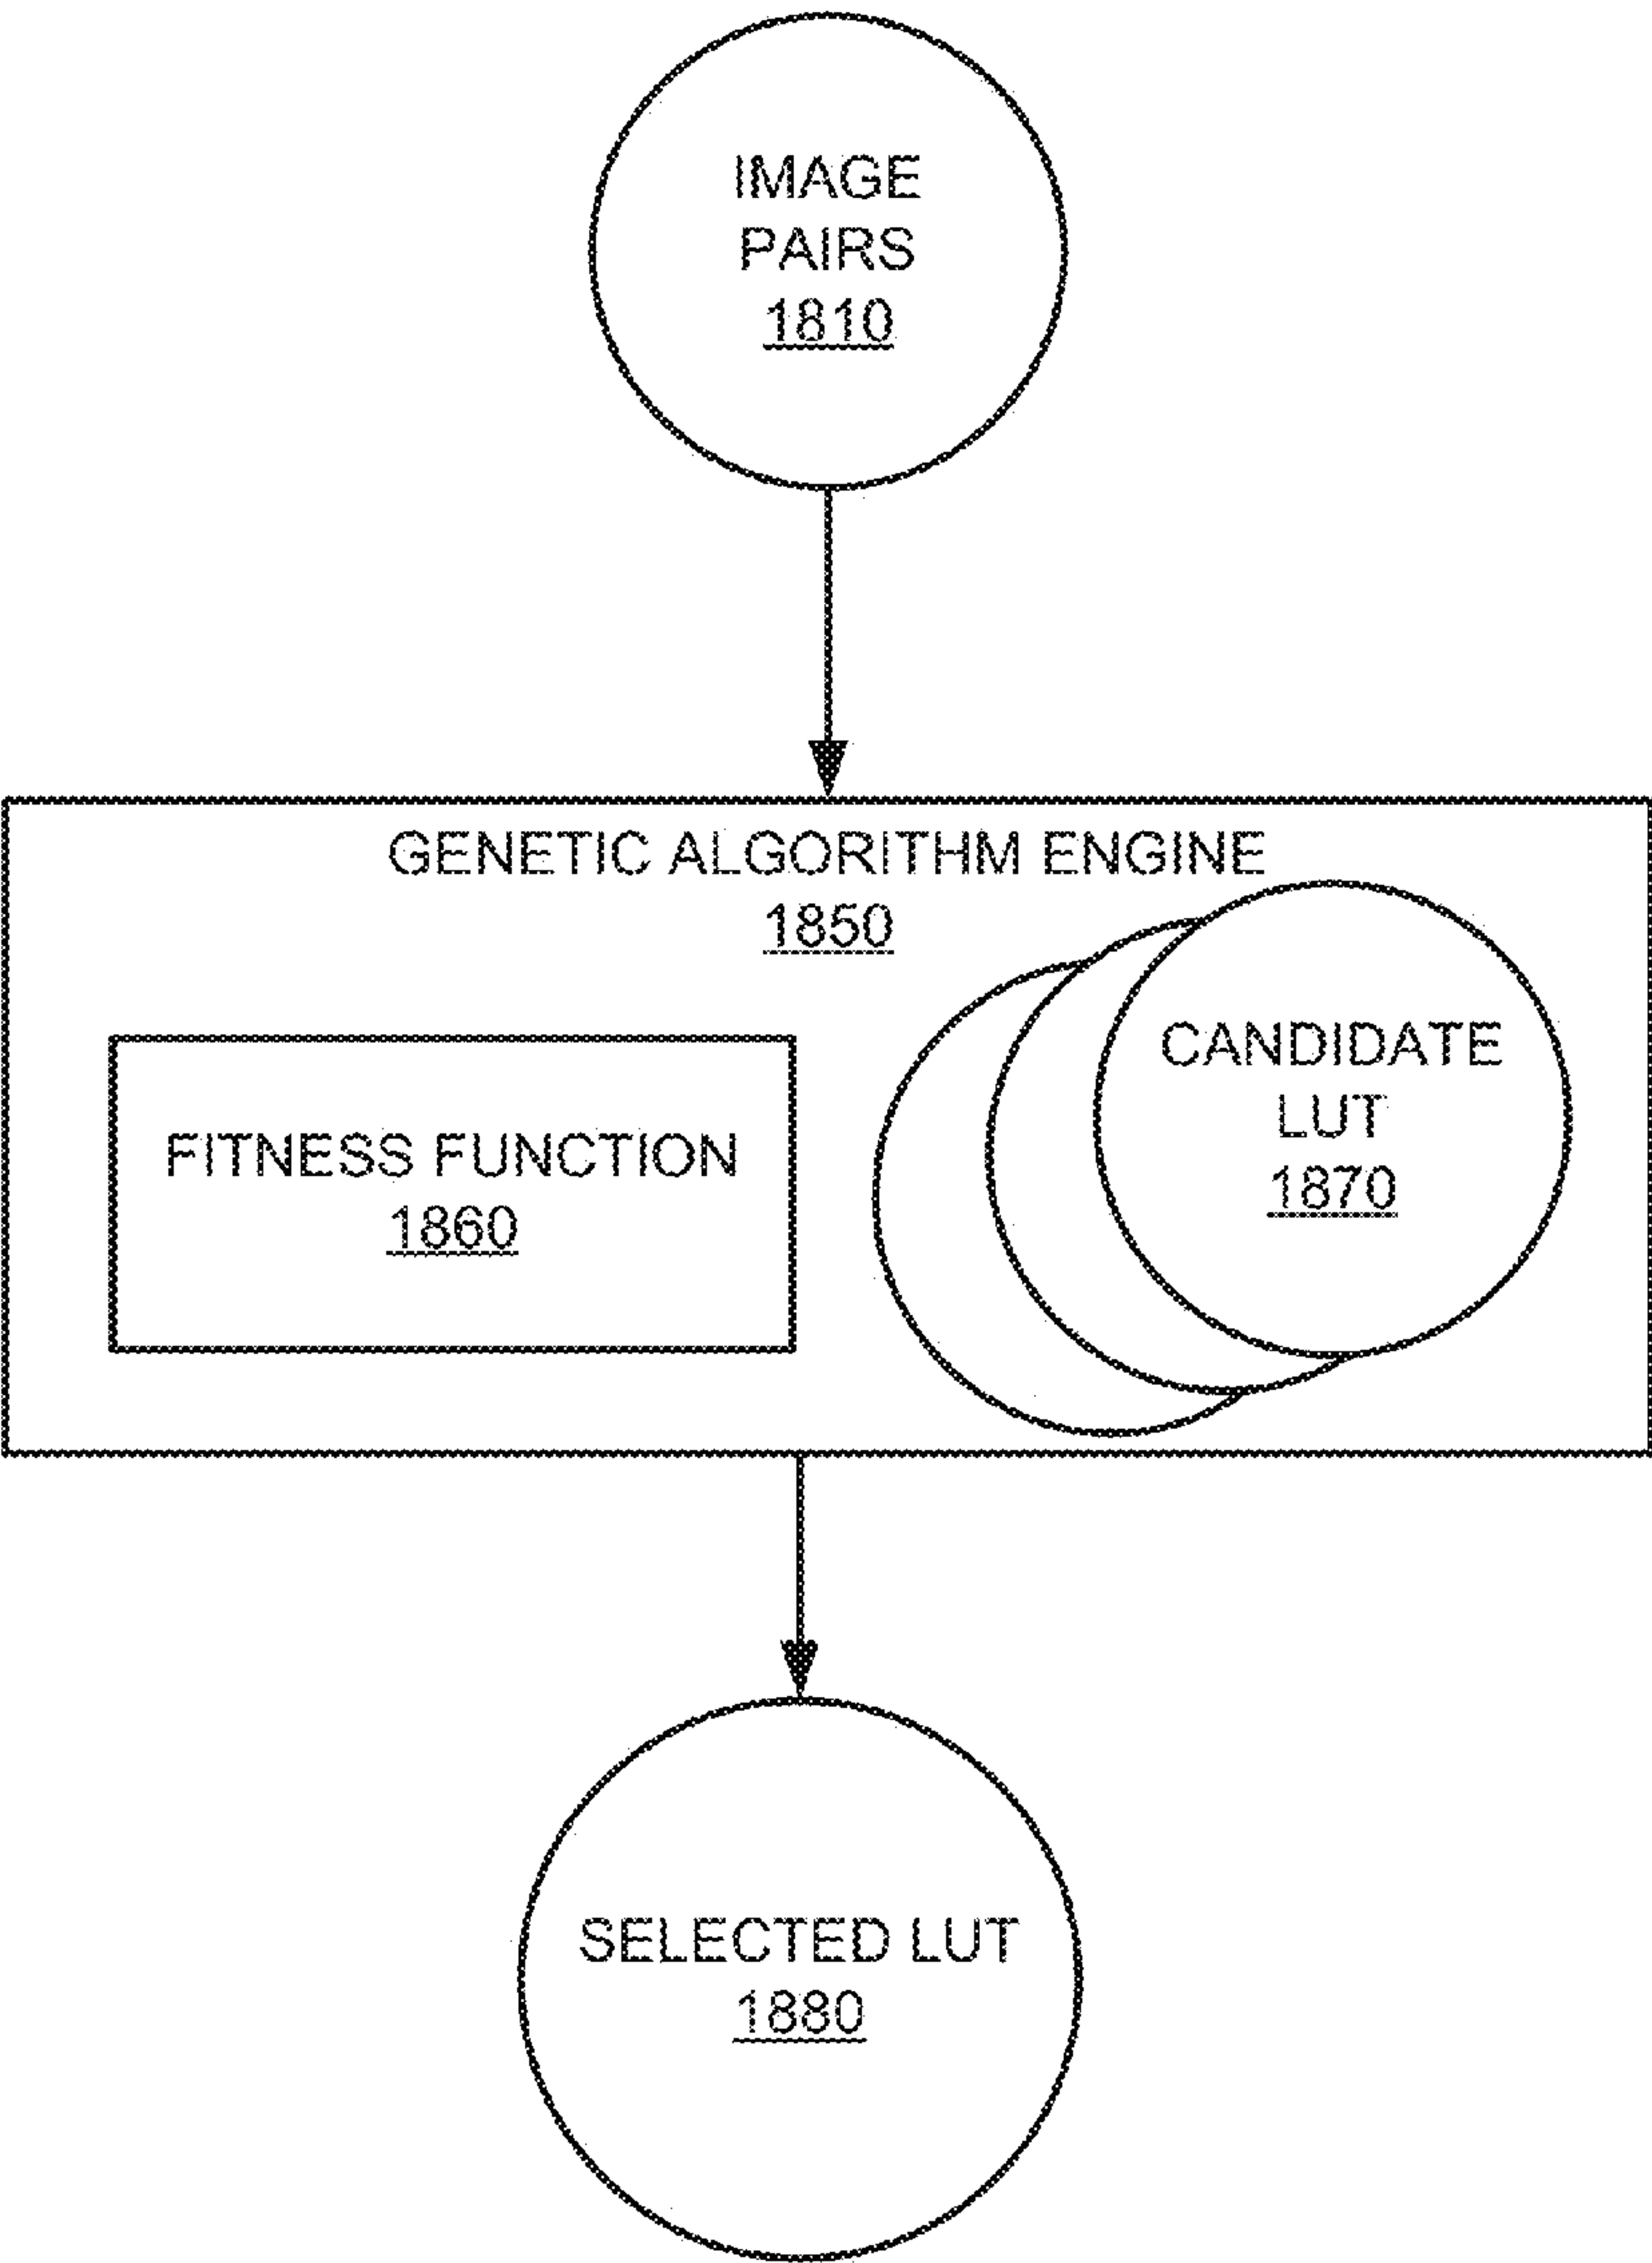 IMAGE
PAIRS
1810
GENETIC ALGORITHM ENGINE
1850
CANDIDATE
LUT
1870
FITNESS FUNCTION
1860
SELECTED LUT
1880